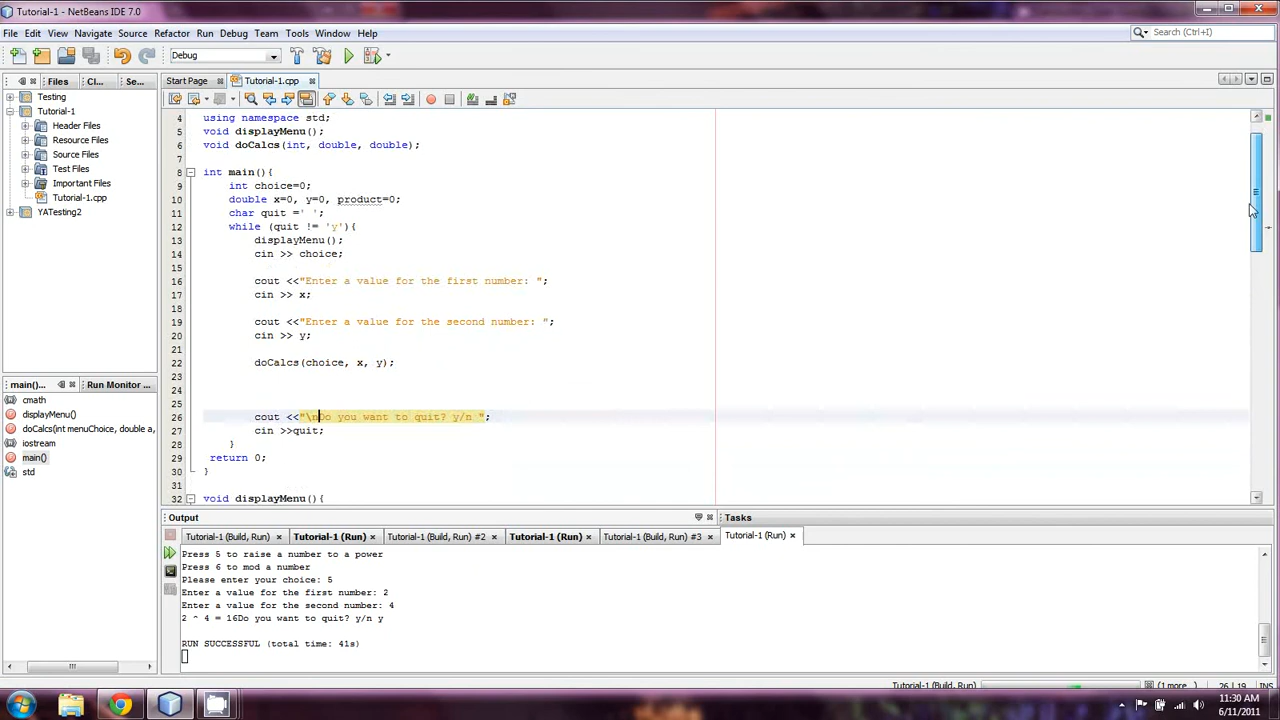 Tutorial-1 - NetBeans IDE 7.0
File Edit View Navigate Source Refactor Run Debug Team Tools Window Help
Search (Ctrl+I)
Debug
Files Cl... Se...
Start Page Tutorial-1.cpp
Testing
Tutorial-1
Header Files
Resource Files
Source Files
Test Files
Important Files
Tutorial-1.cpp
YATesting2
4 using namespace std;
5 void displayMenu();
6 void doCalcs(int, double, double);
7
8 int main(){
9 int choice=0;
10 double x=0, y=0, product=0;
11 char quit =' ';
12 while (quit != 'y'){
13 displayMenu();
14 cin >> choice;
15
16 cout <<"Enter a value for the first number: ";
17 cin >> x;
18
19 cout <<"Enter a value for the second number: ";
20 cin >> y;
21
22 doCalcs(choice, x, y);
23
24
25
26 cout <<"\nDo you want to quit? y/n ";
27 cin >>quit;
28 }
29 return 0;
30 }
31
32 void displayMenu(){
main()... Run Monitor
cmath
displayMenu()
doCalcs(int menuChoice, double a,
iostream
main()
std
Output
Tasks
Tutorial-1 (Build, Run) Tutorial-1 (Run) Tutorial-1 (Build, Run) #2 Tutorial-1 (Run) Tutorial-1 (Build, Run) #3 Tutorial-1 (Run)
Press 5 to raise a number to a power
Press 6 to mod a number
Please enter your choice: 5
Enter a value for the first number: 2
Enter a value for the second number: 4
2 ^ 4 = 16Do you want to quit? y/n y
RUN SUCCESSFUL (total time: 41s)
Tutorial-1 (Build, Run) (1 more... 26 | 19 INS
11:30 AM
6/11/2011